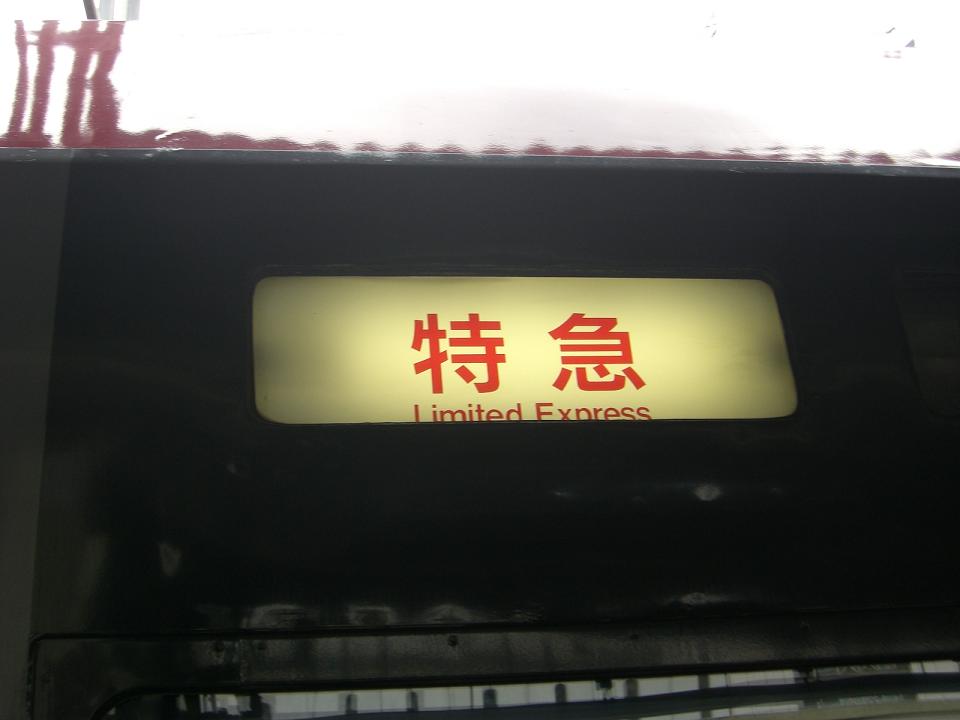 特急
Limited Express